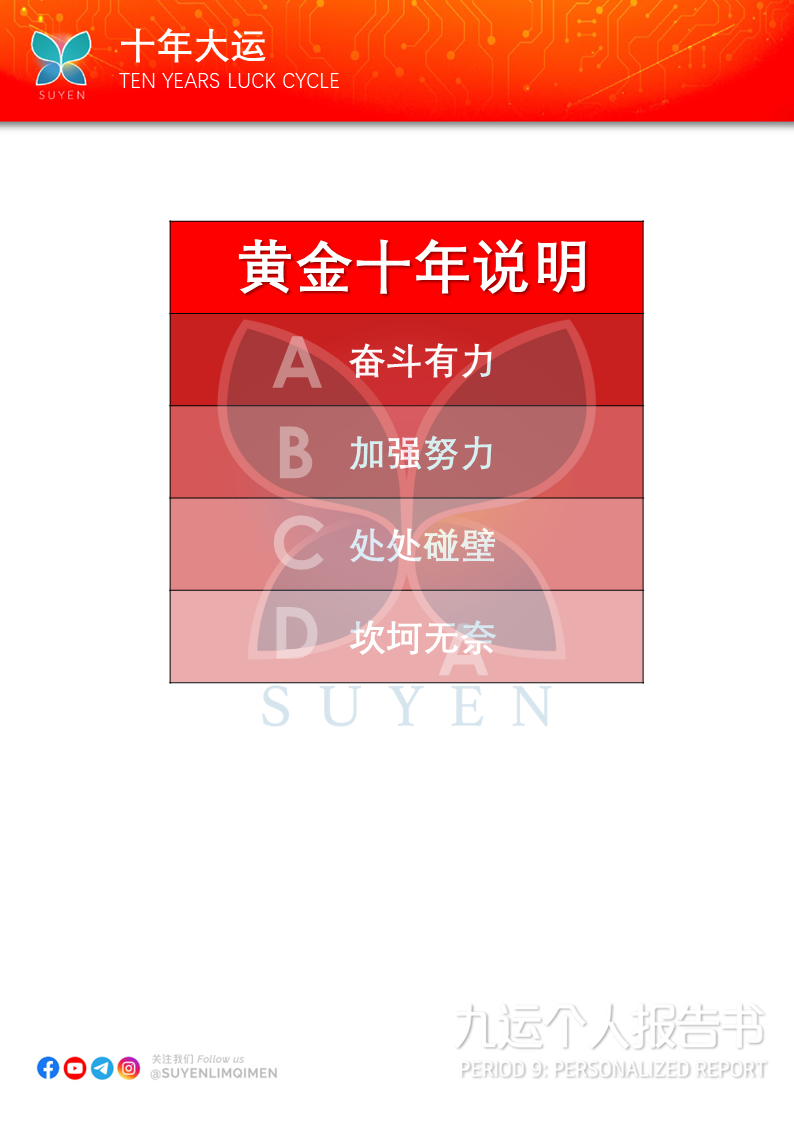 十年大运
TEN YEARS LUCK CYCLE
SUYEN
黄金十年说明
A 奋斗有力
B 加强努力
C 处处碰壁
D 坎坷无奈
A
SUYEN
九运个人报告书
PERIOD 9: PERSONALIZED REPORT
关注我们 Follow us
@SUYENLIMQIMEN